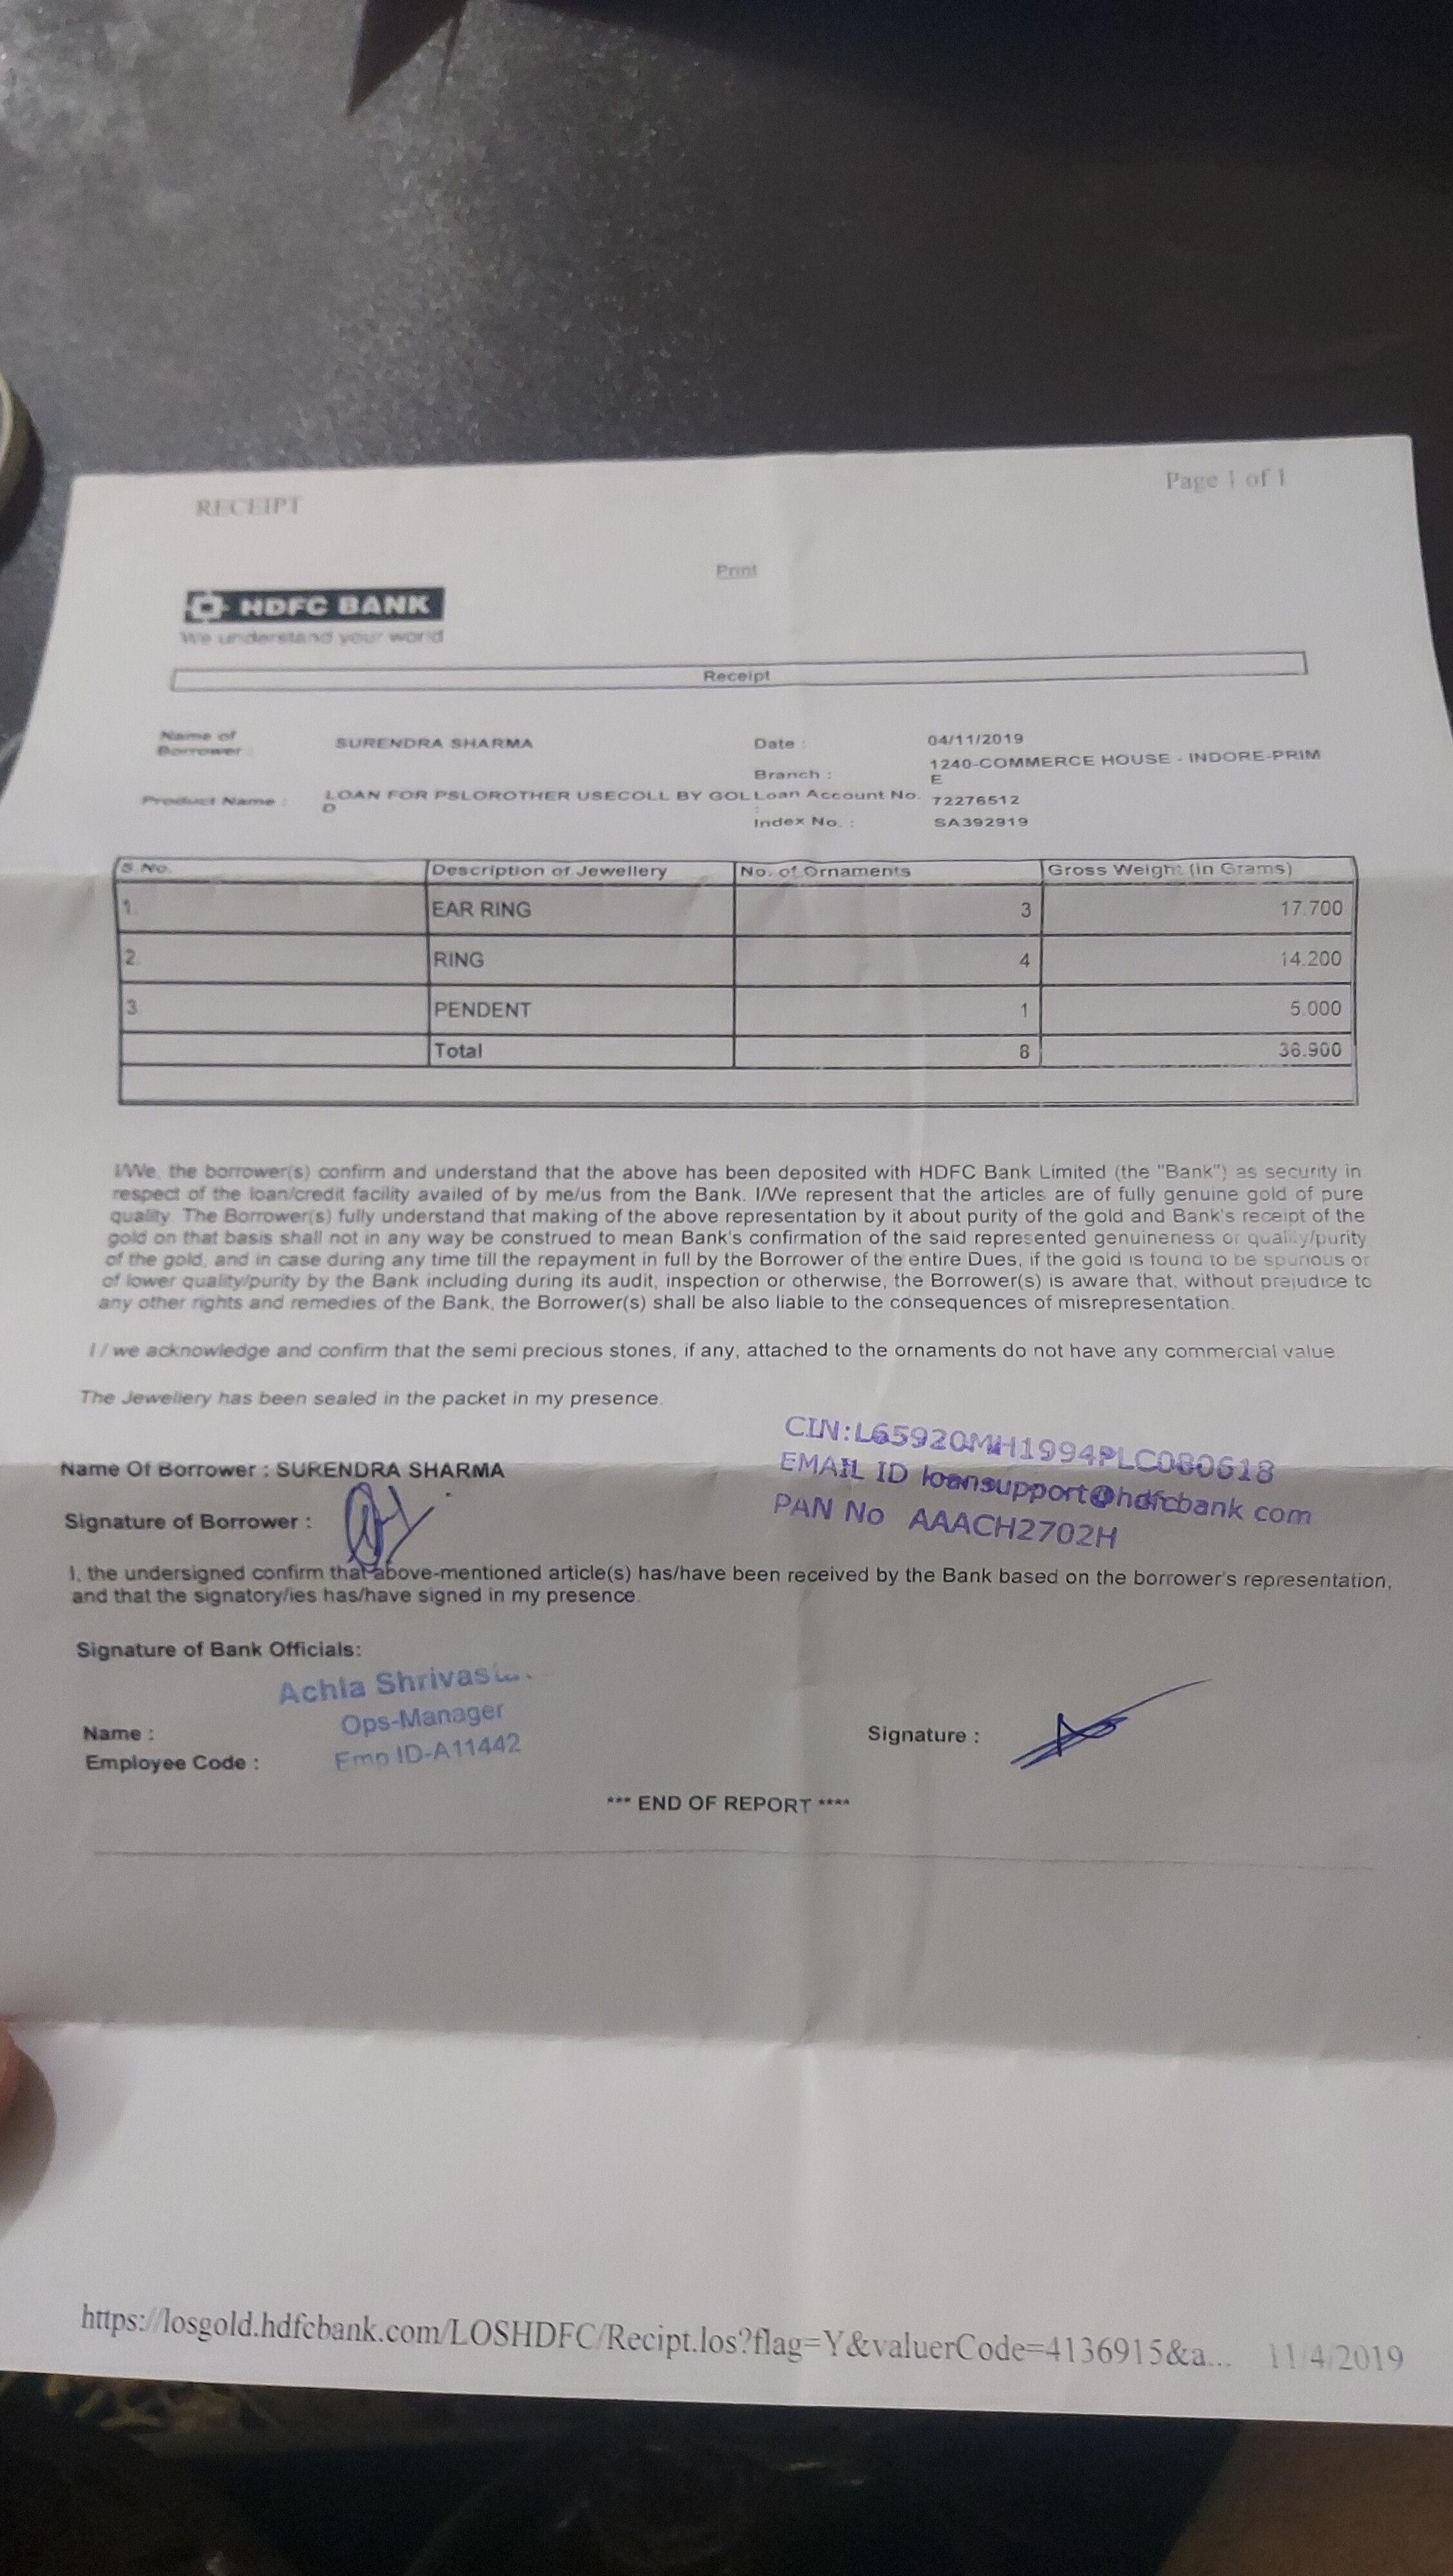 RECEIPT
Page 1 of 1
Print
HDFC BANK
We understand your world
Receipt
Name of
Borrower :
SURENDRA SHARMA
Date :
04/11/2019
Branch :
1240-COMMERCE HOUSE - INDORE-PRIM
E
Product Name :
LOAN FOR PSLOROTHER USECOLL BY GOL
D
Loan Account No.
:
72276512
Index No. :
SA392919
S.No. Description of Jewellery No. of Ornaments Gross Weight (in Grams)
1. EAR RING 3 17.700
2. RING 4 14.200
3. PENDENT 1 5.000
Total 8 36.900
I/We, the borrower(s) confirm and understand that the above has been deposited with HDFC Bank Limited (the "Bank") as security in
respect of the loan/credit facility availed of by me/us from the Bank. I/We represent that the articles are of fully genuine gold of pure
quality. The Borrower(s) fully understand that making of the above representation by it about purity of the gold and Bank's receipt of the
gold on that basis shall not in any way be construed to mean Bank's confirmation of the said represented genuineness or quality/purity
of the gold, and in case during any time till the repayment in full by the Borrower of the entire Dues, if the gold is found to be spurious or
of lower quality/purity by the Bank including during its audit, inspection or otherwise, the Borrower(s) is aware that, without prejudice to
any other rights and remedies of the Bank, the Borrower(s) shall be also liable to the consequences of misrepresentation.
I / we acknowledge and confirm that the semi precious stones, if any, attached to the ornaments do not have any commercial value
The Jewellery has been sealed in the packet in my presence.
CIN:L65920MH1994PLC080618
EMAIL ID loansupport@hdfcbank com
PAN No AAACH2702H
Name Of Borrower : SURENDRA SHARMA
Signature of Borrower :
I, the undersigned confirm that above-mentioned article(s) has/have been received by the Bank based on the borrower's representation,
and that the signatory/ies has/have signed in my presence.
Signature of Bank Officials:
Achla
Ops-Manager
Emp ID-A11442
Name :
Signature :
Employee Code :
*** END OF REPORT ****
https://losgold.hdfcbank.com/LOSHDFC/Recipt.los?flag=Y&valuerCode=4136915&a... 11/4/2019